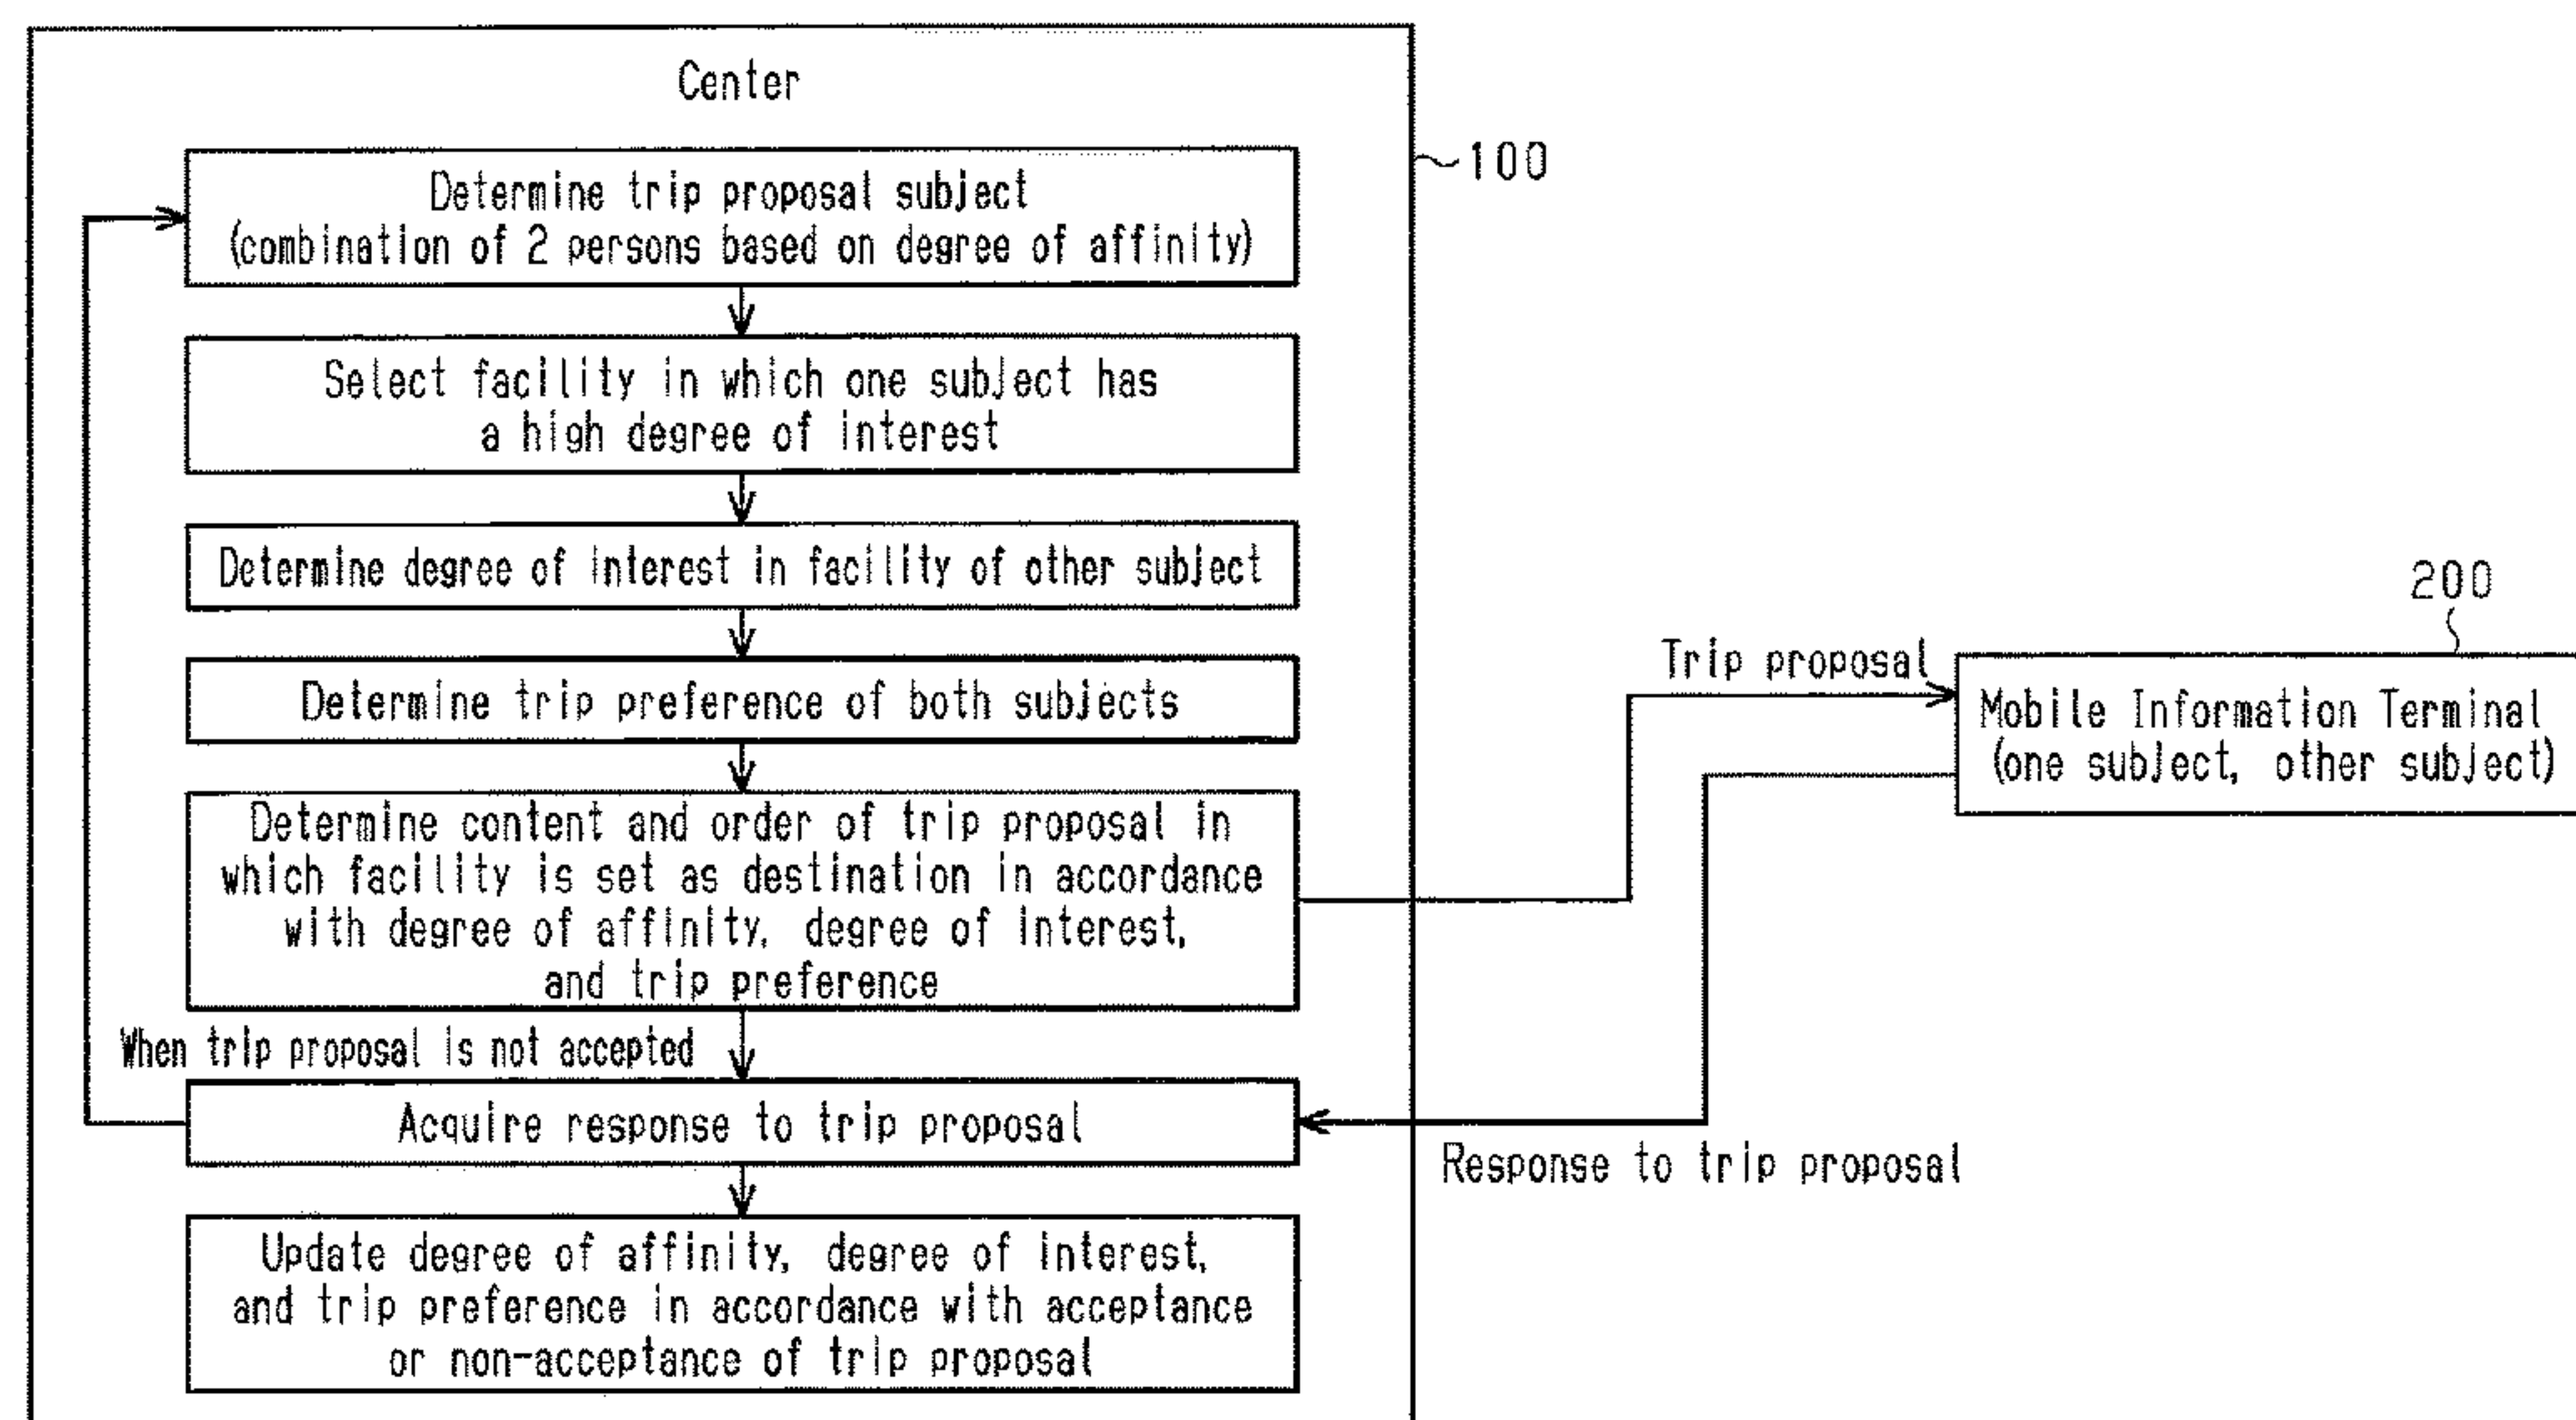 Center
100
Determine trip proposal subject
(combination of 2 persons based on degree of affinity)
Select facility in which one subject has
a high degree of interest
Determine degree of interest in facility of other subject
Determine trip preference of both subjects
Determine content and order of trip proposal in
which facility is set as destination in accordance
with degree of affinity, degree of interest,
and trip preference
When trip proposal is not accepted
Acquire response to trip proposal
Update degree of affinity, degree of interest,
and trip preference in accordance with acceptance
or non-acceptance of trip proposal
Trip proposal
200
Mobile Information Terminal
(one subject, other subject)
Response to trip proposal